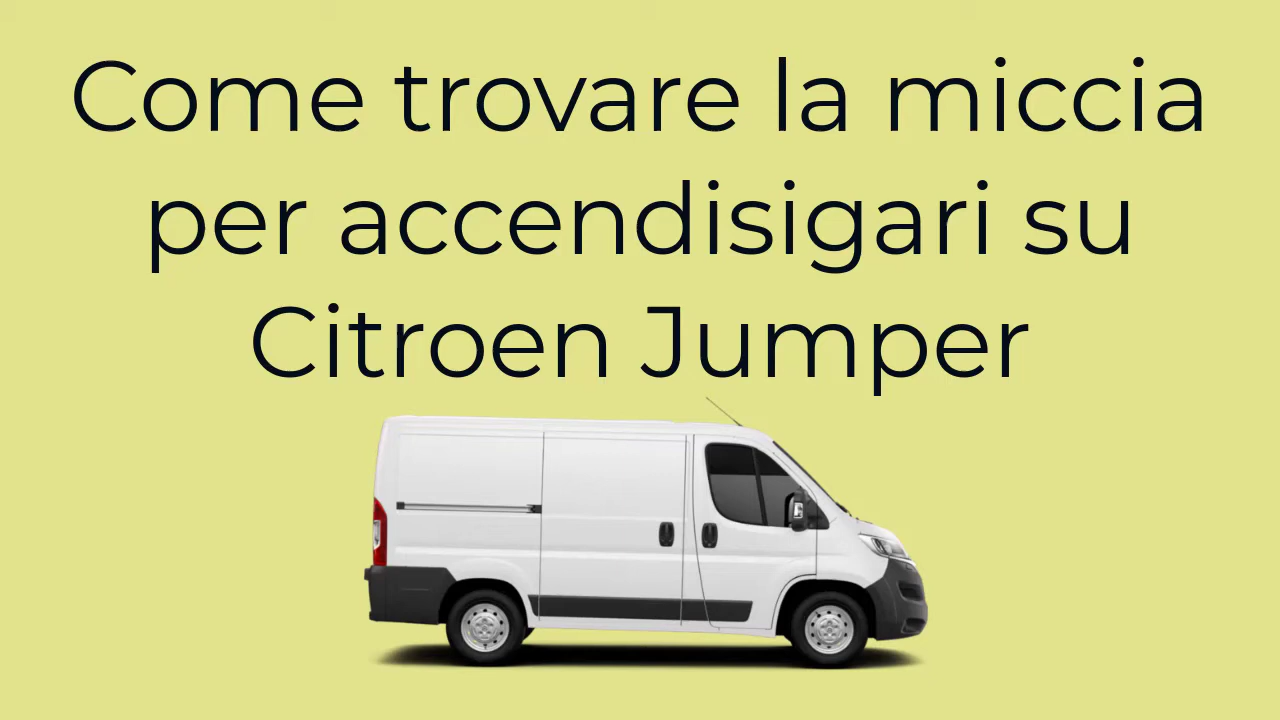 Come trovare la miccia
per accendisigari su
Citroen Jumper